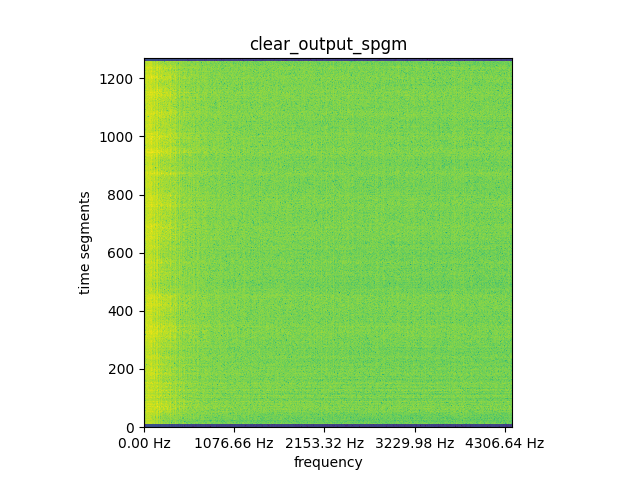 clear_output_spgm
time segments
1200
1000
800
600
400
200
0
0.00 Hz 1076.66 Hz 2153.32 Hz 3229.98 Hz 4306.64 Hz
frequency